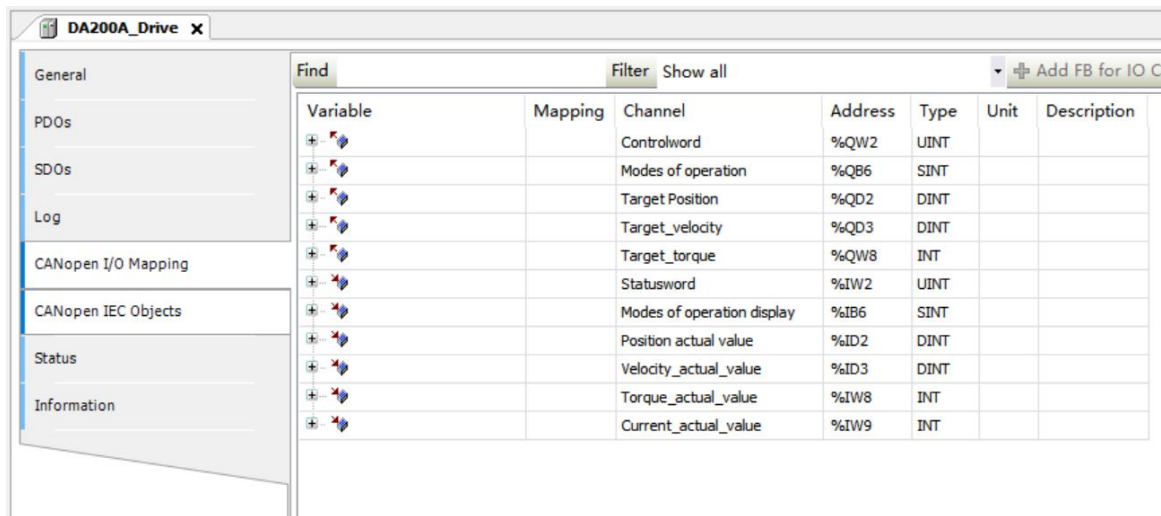 DA200A_Drive X
General
PDOs
SDOs
Log
CANopen I/O Mapping
CANopen IEC Objects
Status
Information
Find Filter Show all Add FB for IO C
Variable Mapping Channel Address Type Unit Description
Controlword %QW2 UINT
Modes of operation %QB6 SINT
Target Position %QD2 DINT
Target_velocity %QD3 DINT
Target_torque %QW8 INT
Statusword %IW2 UINT
Modes of operation display %IB6 SINT
Position actual value %ID2 DINT
Velocity_actual_value %ID3 DINT
Torque_actual_value %IW8 INT
Current_actual_value %IW9 INT